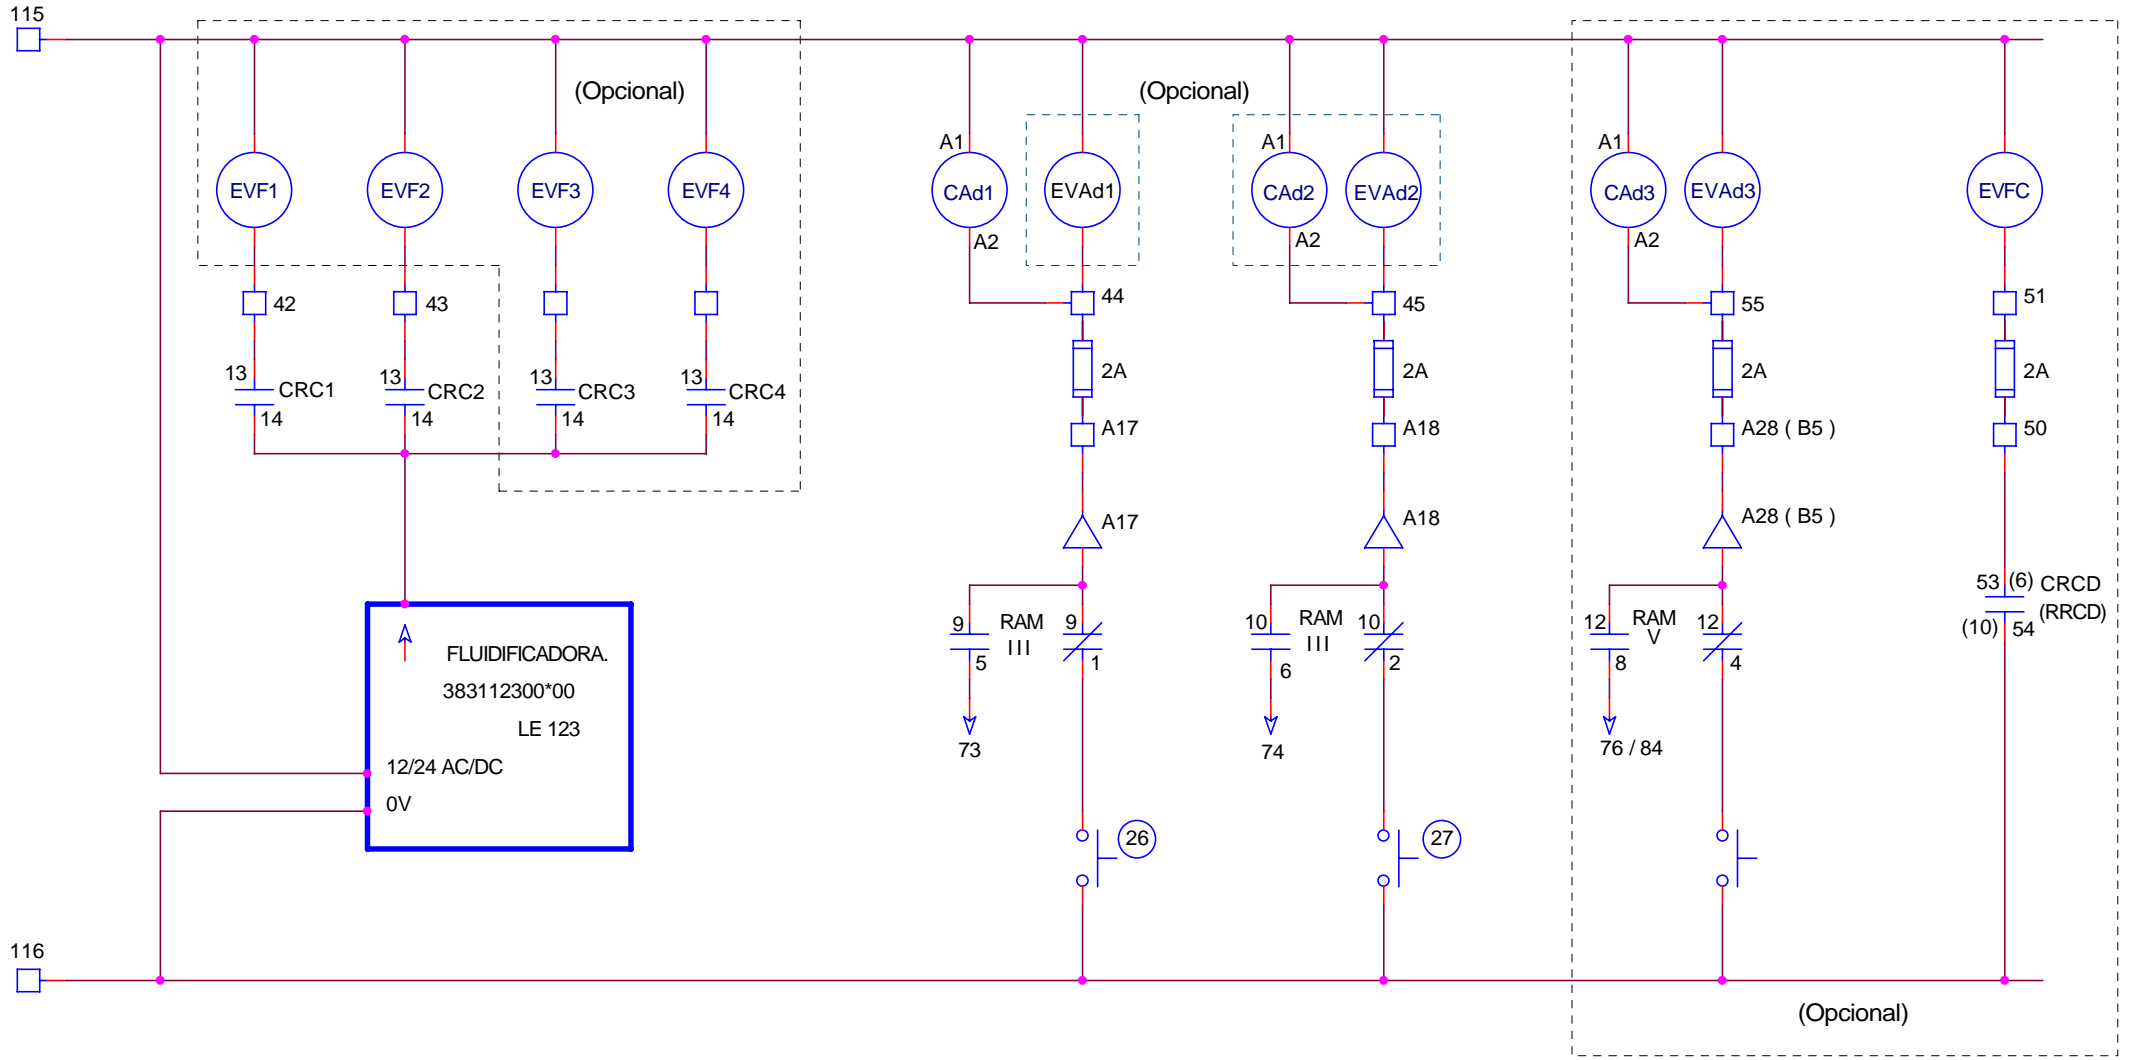 115
(Opcional)
(Opcional)
A1
A1
A1
EVF1
EVF2
EVF3
EVF4
CAd1
EVAd1
CAd2
EVAd2
CAd3
EVAd3
EVFC
A2
A2
A2
42
43
44
45
55
51
13
CRC1
14
13
CRC2
14
13
CRC3
14
13
CRC4
14
2A
2A
2A
2A
A17
A18
A28 ( B5 )
50
A17
A18
A28 ( B5 )
53 (6) CRCD
(RRCD)
(10) 54
9
RAM
III
9
5
1
10
RAM
III
10
6
2
12
RAM
V
12
8
4
FLUIDIFICADORA.
383112300*00
LE 123
12/24 AC/DC
0V
73
74
76 / 84
26
27
116
(Opcional)